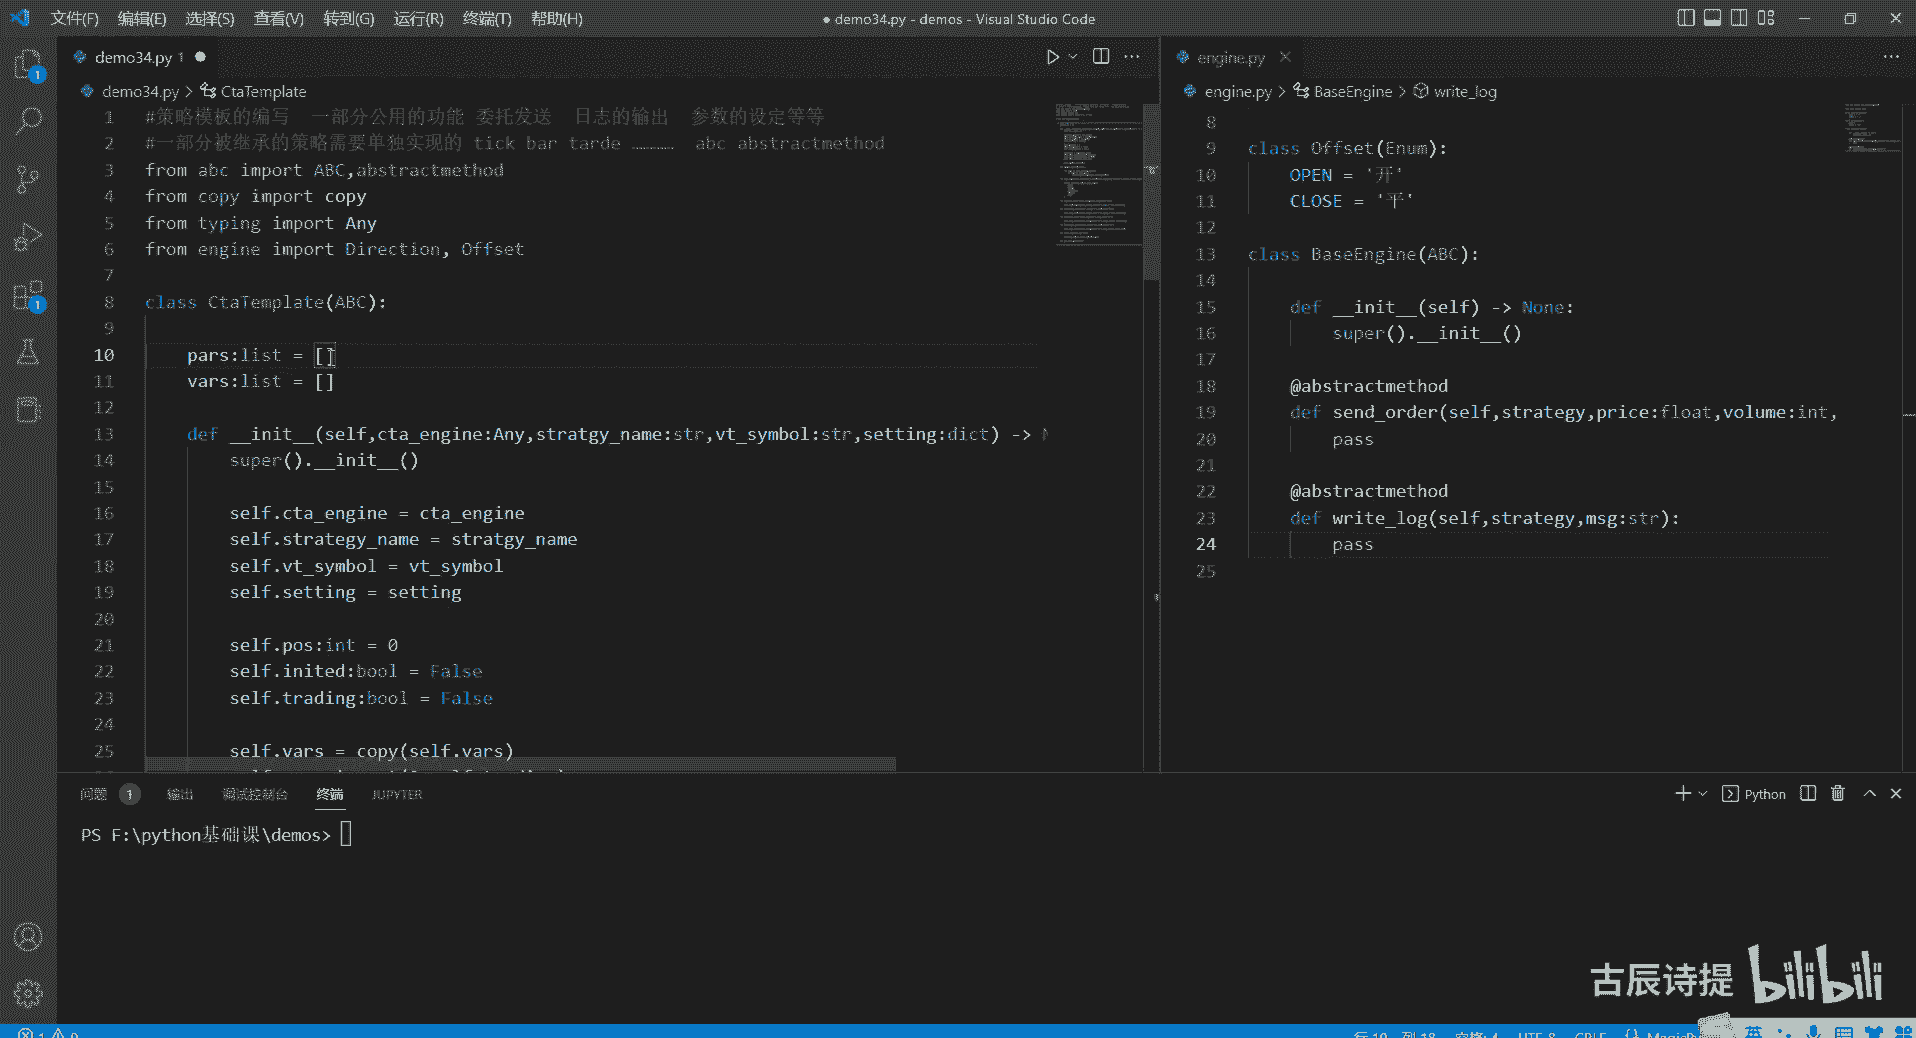 文件(F) 编辑(E) 选择(S) 查看(V) 转到(G) 运行(R) 终端(T) 帮助(H)
● demo34.py - demos - Visual Studio Code
demo34.py 1 ●
demo34.py > CtaTemplate
1 #策略模板的编写 一部分公用的功能 委托发送 日志的输出 参数的设定等等
2 #一部分被继承的策略需要单独实现的 tick bar tarde ………… abc abstractmethod
3 from abc import ABC,abstractmethod
4 from copy import copy
5 from typing import Any
6 from engine import Direction, Offset
7
8 class CtaTemplate(ABC):
9
10 pars:list = []
11 vars:list = []
12
13 def __init__(self,cta_engine:Any,stratgy_name:str,vt_symbol:str,setting:dict) ->
14 super().__init__()
15
16 self.cta_engine = cta_engine
17 self.strategy_name = stratgy_name
18 self.vt_symbol = vt_symbol
19 self.setting = setting
20
21 self.pos:int = 0
22 self.inited:bool = False
23 self.trading:bool = False
24
25 self.vars = copy(self.vars)
engine.py
engine.py > BaseEngine > write_log
8
9 class Offset(Enum):
10 OPEN = '开'
11 CLOSE = '平'
12
13 class BaseEngine(ABC):
14
15 def __init__(self) -> None:
16 super().__init__()
17
18 @abstractmethod
19 def send_order(self,strategy,price:float,volume:int,
20 pass
21
22 @abstractmethod
23 def write_log(self,strategy,msg:str):
24 pass
25
问题 1 输出 调试控制台 终端 JUPYTER
Python
PS F:\python基础课\demos>
古辰诗提 bilibili
行 10, 列 18 空格: 4 UTF-8 CRLF
英